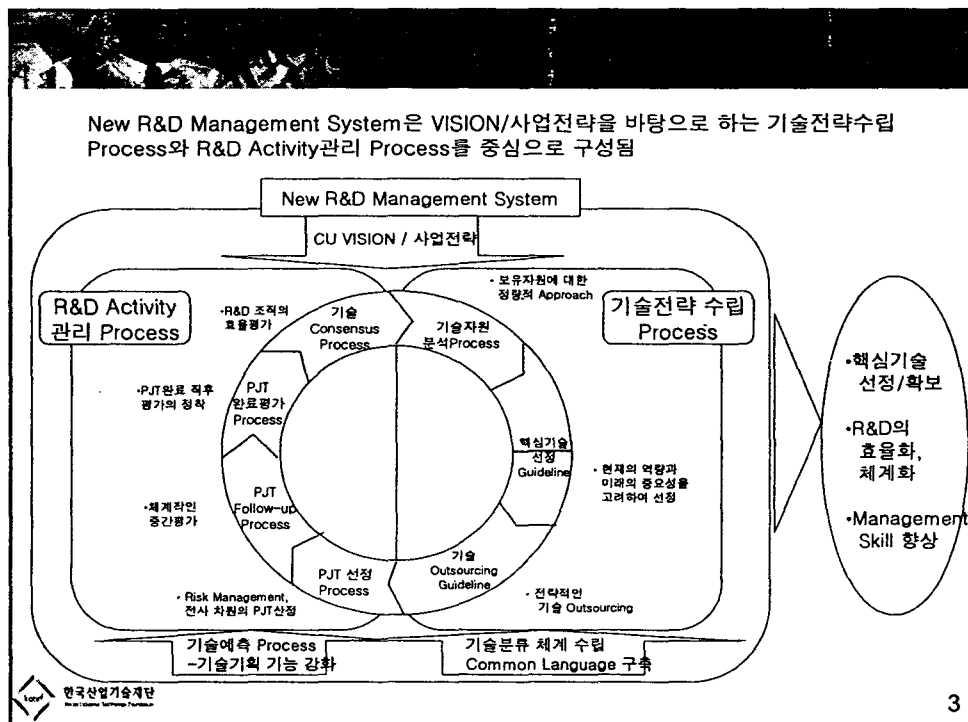 New R&D Management System은 VISION/사업전략을 바탕으로 하는 기술전략수립
Process와 R&D Activity관리 Process를 중심으로 구성됨
New R&D Management System
CU VISION / 사업전략
R&D Activity
관리 Process
기술전략 수립
Process
•R&D 조직의
효율평가
기술
Consensus
Process
기술자원
분석Process
• 보유자원에 대한
정량적 Approach
•PJT완료 직후
평가의 정착
PJT
완료평가
Process
핵심기술
선정
Guideline
• 현재의 역량과
미래의 중요성을
고려하여 선정
•체계적인
중간평가
PJT
Follow-up
Process
PJT 선정
Process
기술
Outsourcing
Guideline
• Risk Management,
전사 차원의 PJT선정
• 전략적인
기술 Outsourcing
기술예측 Process
–기술기획 기능 강화
기술분류 체계 수립
Common Language 구축
•핵심기술
선정/확보
•R&D의
효율화,
체계화
•Management
Skill 향상
한국산업기술재단
3